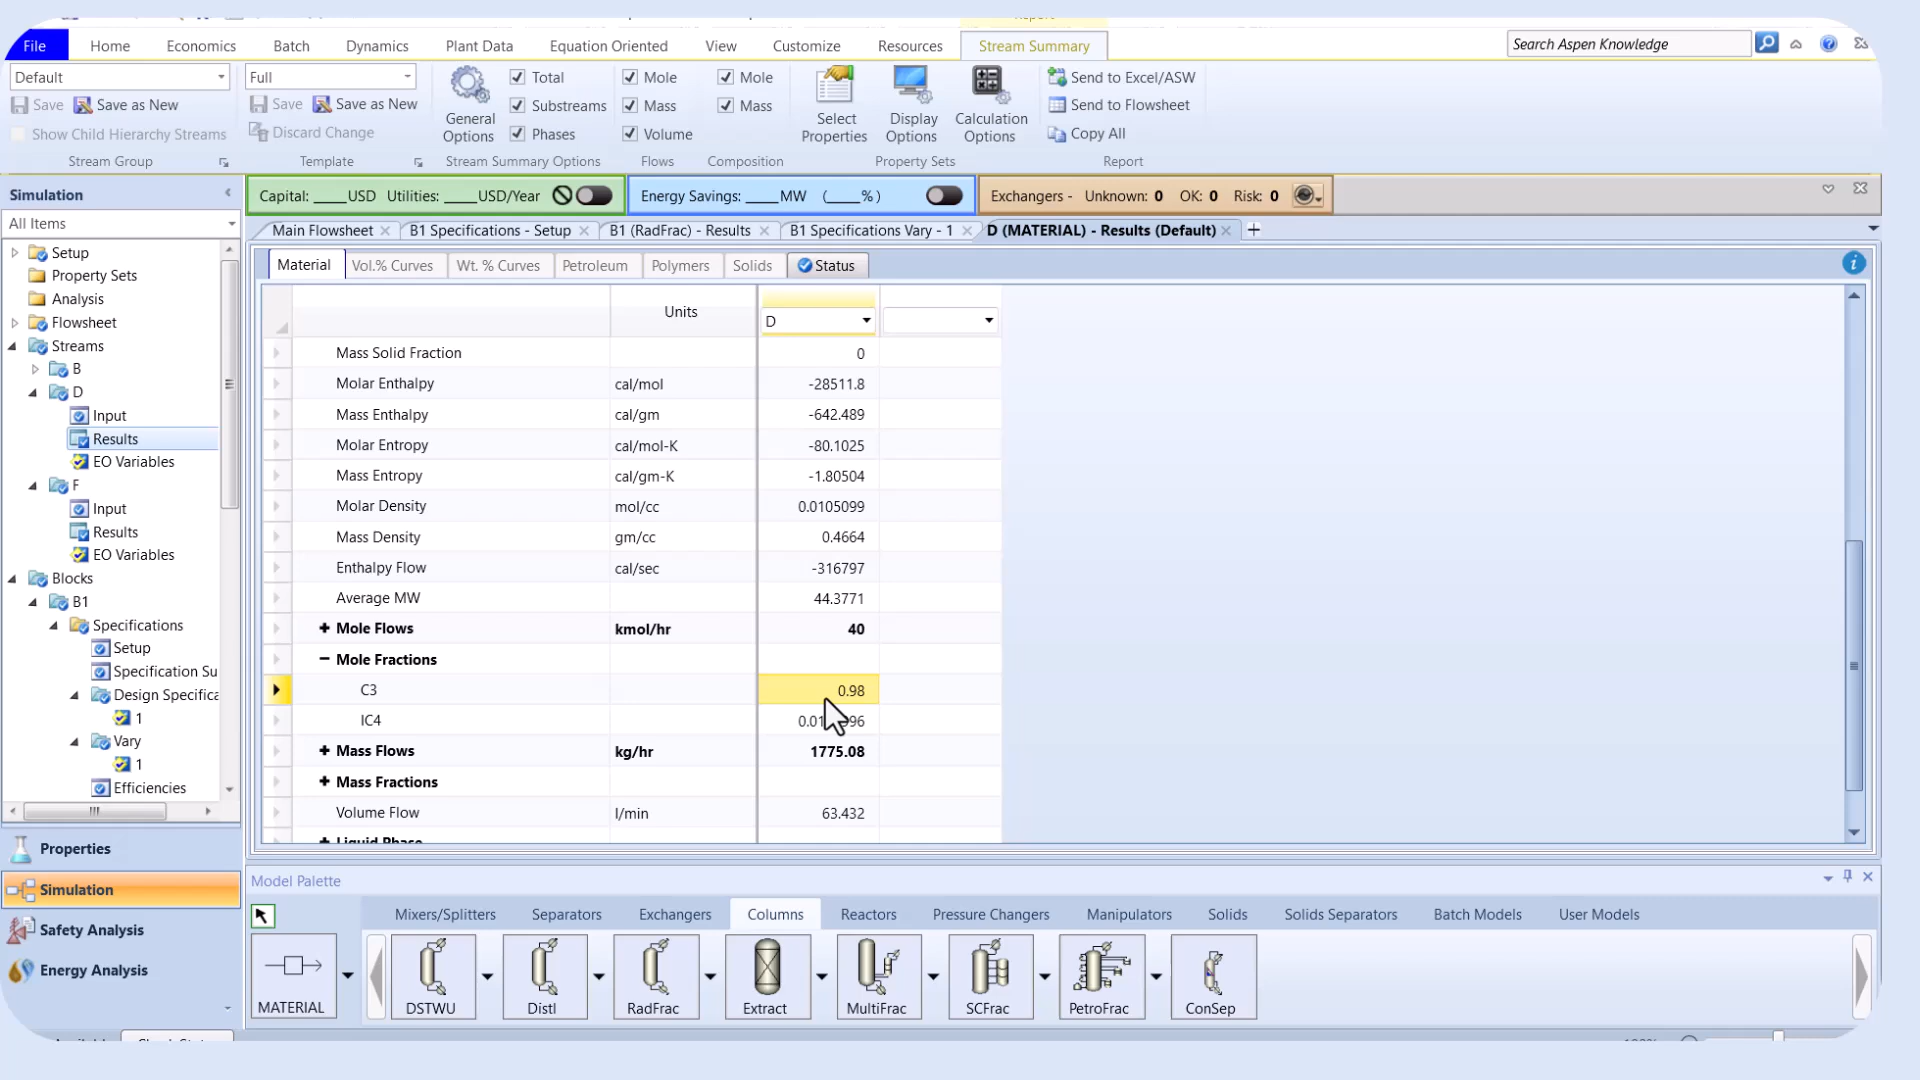 File Home Economics Batch Dynamics Plant Data Equation Oriented View Customize Resources Stream Summary Search Aspen Knowledge
Default Full Total Mole Mole Send to Excel/ASW
Save Save as New Save Save as New Substreams Mass Mass Send to Flowsheet
Show Child Hierarchy Streams Discard Change General Options Phases Volume Select Properties Display Options Calculation Options Copy All
Stream Group Template Stream Summary Options Flows Composition Property Sets Report
Simulation
Capital: _____USD Utilities: _____USD/Year Energy Savings: _____MW (_____%) Exchangers - Unknown: 0 OK: 0 Risk: 0
All Items
Main Flowsheet B1 Specifications - Setup B1 (RadFrac) - Results B1 Specifications Vary - 1 D (MATERIAL) - Results (Default)
Material Vol.% Curves Wt. % Curves Petroleum Polymers Solids Status
Setup
Property Sets
Analysis
Flowsheet
Streams
B
D
Input
Results
EO Variables
F
Input
Results
EO Variables
Blocks
B1
Specifications
Setup
Specification Su
Design Specifica
1
Vary
1
Efficiencies
Properties
Simulation
Safety Analysis
Energy Analysis
Units D
Mass Solid Fraction 0
Molar Enthalpy cal/mol -28511.8
Mass Enthalpy cal/gm -642.489
Molar Entropy cal/mol-K -80.1025
Mass Entropy cal/gm-K -1.80504
Molar Density mol/cc 0.0105099
Mass Density gm/cc 0.4664
Enthalpy Flow cal/sec -316797
Average MW 44.3771
+ Mole Flows kmol/hr 40
− Mole Fractions
C3 0.98
IC4
+ Mass Flows kg/hr 1775.08
+ Mass Fractions
Volume Flow l/min 63.432
+ Liquid Phase
Model Palette
Mixers/Splitters Separators Exchangers Columns Reactors Pressure Changers Manipulators Solids Solids Separators Batch Models User Models
MATERIAL DSTWU Distl RadFrac Extract MultiFrac SCFrac PetroFrac ConSep